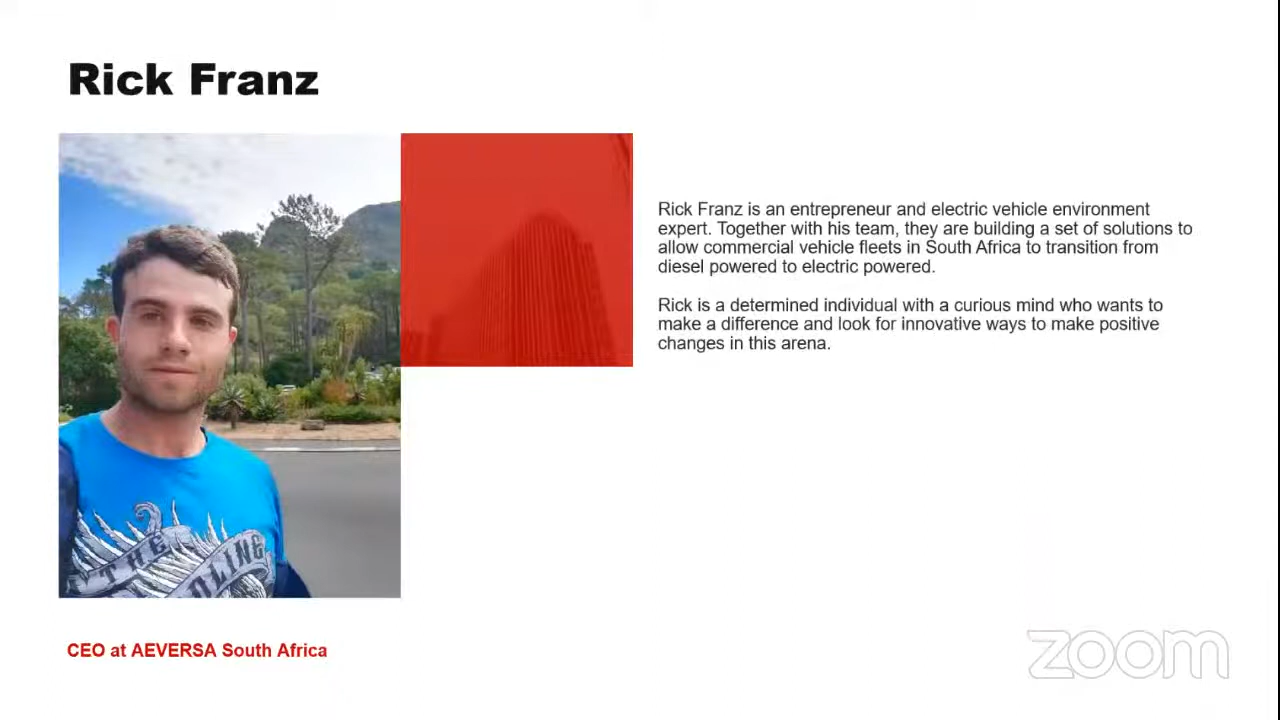 Rick Franz
Rick Franz is an entrepreneur and electric vehicle environment
expert. Together with his team, they are building a set of solutions to
allow commercial vehicle fleets in South Africa to transition from
diesel powered to electric powered.
Rick is a determined individual with a curious mind who wants to
make a difference and look for innovative ways to make positive
changes in this arena.
THE
CEO at AEVERSA South Africa
zoom